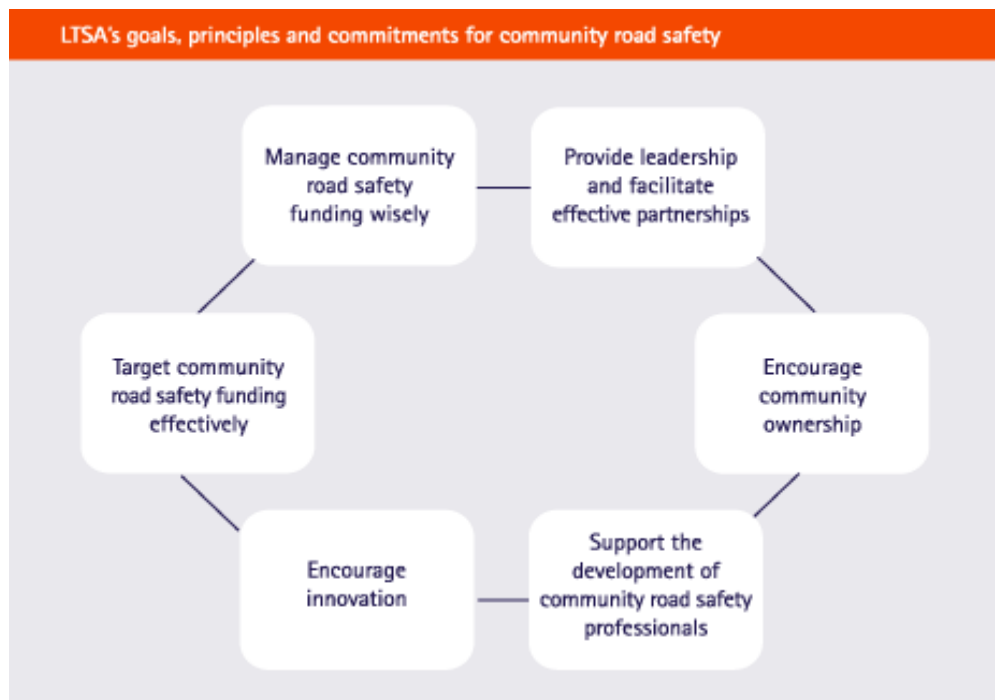 LTSA's goals, principles and commitments for community road safety
Manage community
road safety
funding wisely
Provide leadership
and facilitate
effective partnerships
Target community
road safety funding
effectively
Encourage
community
ownership
Encourage
innovation
Support the
development of
community road safety
professionals